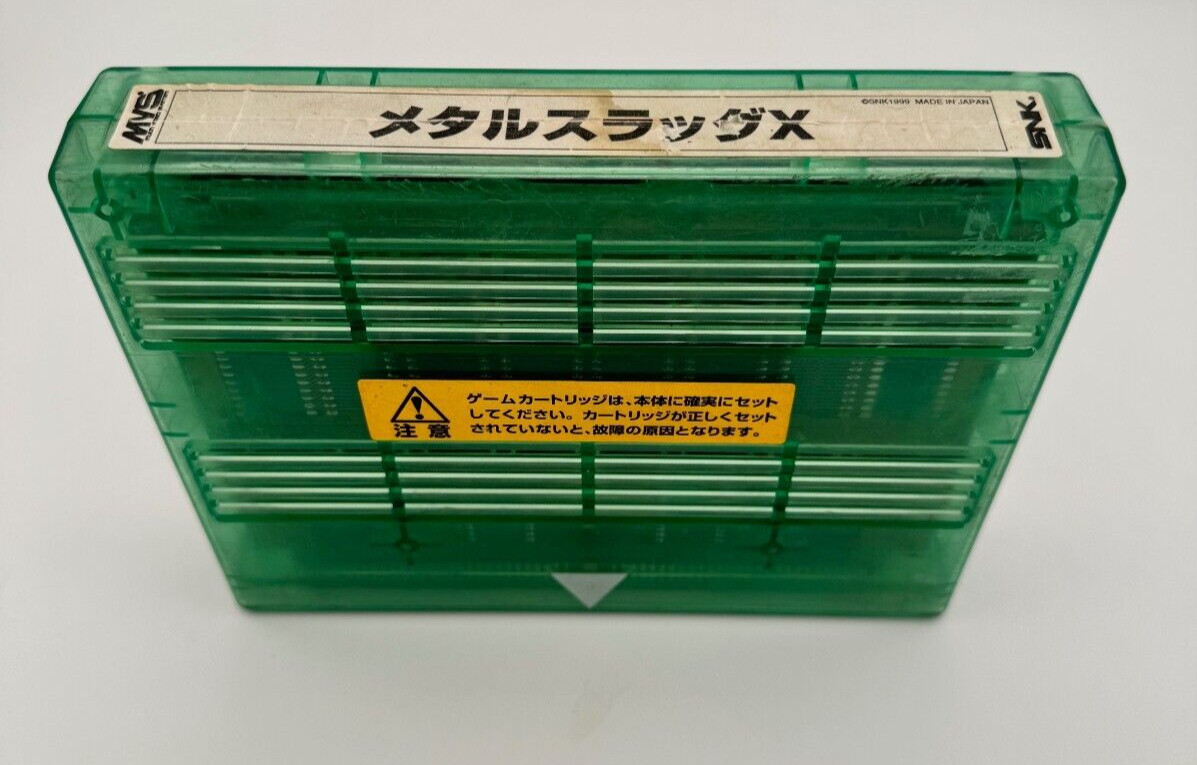 MVS
メタルスラッグX
©SNK1999 MADE IN JAPAN
SNK
注意
ゲームカートリッジは、本体に確実にセット
してください。カートリッジが正しくセット
されていないと、故障の原因となります。